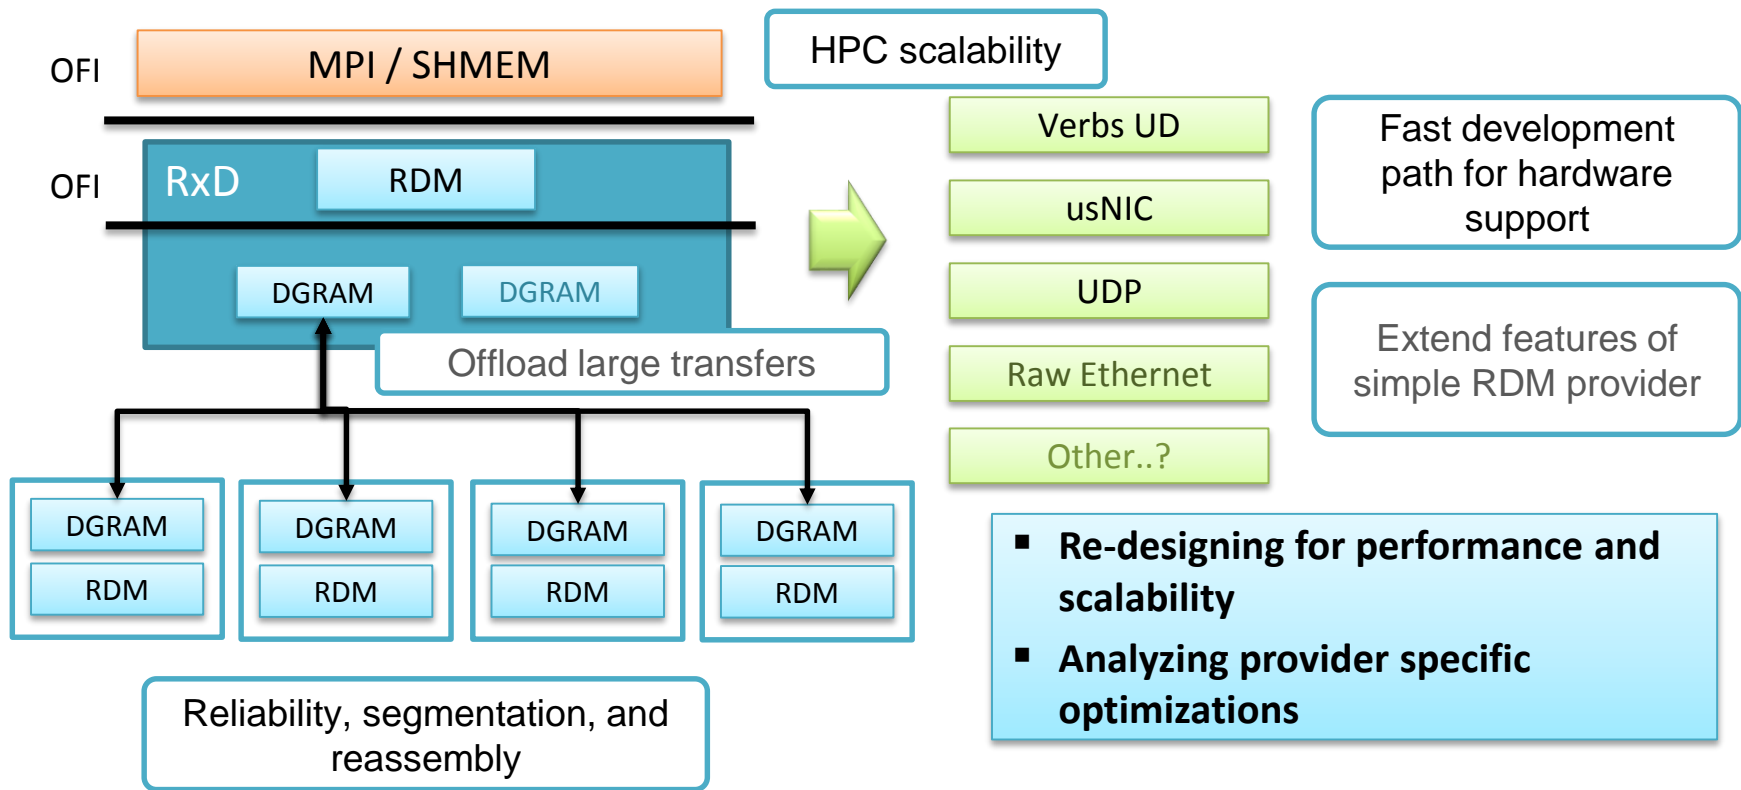 OFI
MPI / SHMEM
HPC scalability
OFI
RxD
RDM
DGRAM
DGRAM
Offload large transfers
DGRAM
RDM
DGRAM
RDM
DGRAM
RDM
DGRAM
RDM
Reliability, segmentation, and
reassembly
Verbs UD
usNIC
UDP
Raw Ethernet
Other..?
Fast development
path for hardware
support
Extend features of
simple RDM provider
▪ Re-designing for performance and
scalability
▪ Analyzing provider specific
optimizations